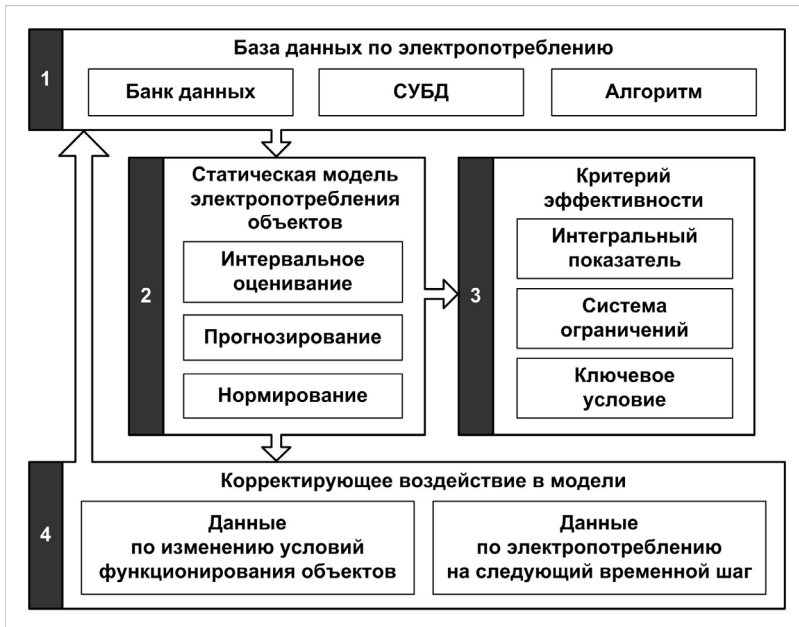 1
База данных по электропотреблению
Банк данных
СУБД
Алгоритм
2
Статическая модель
электропотребления
объектов
Интервальное
оценивание
Прогнозирование
Нормирование
3
Критерий
эффективности
Интегральный
показатель
Система
ограничений
Ключевое
условие
4
Корректирующее воздействие в модели
Данные
по изменению условий
функционирования объектов
Данные
по электропотреблению
на следующий временной шаг